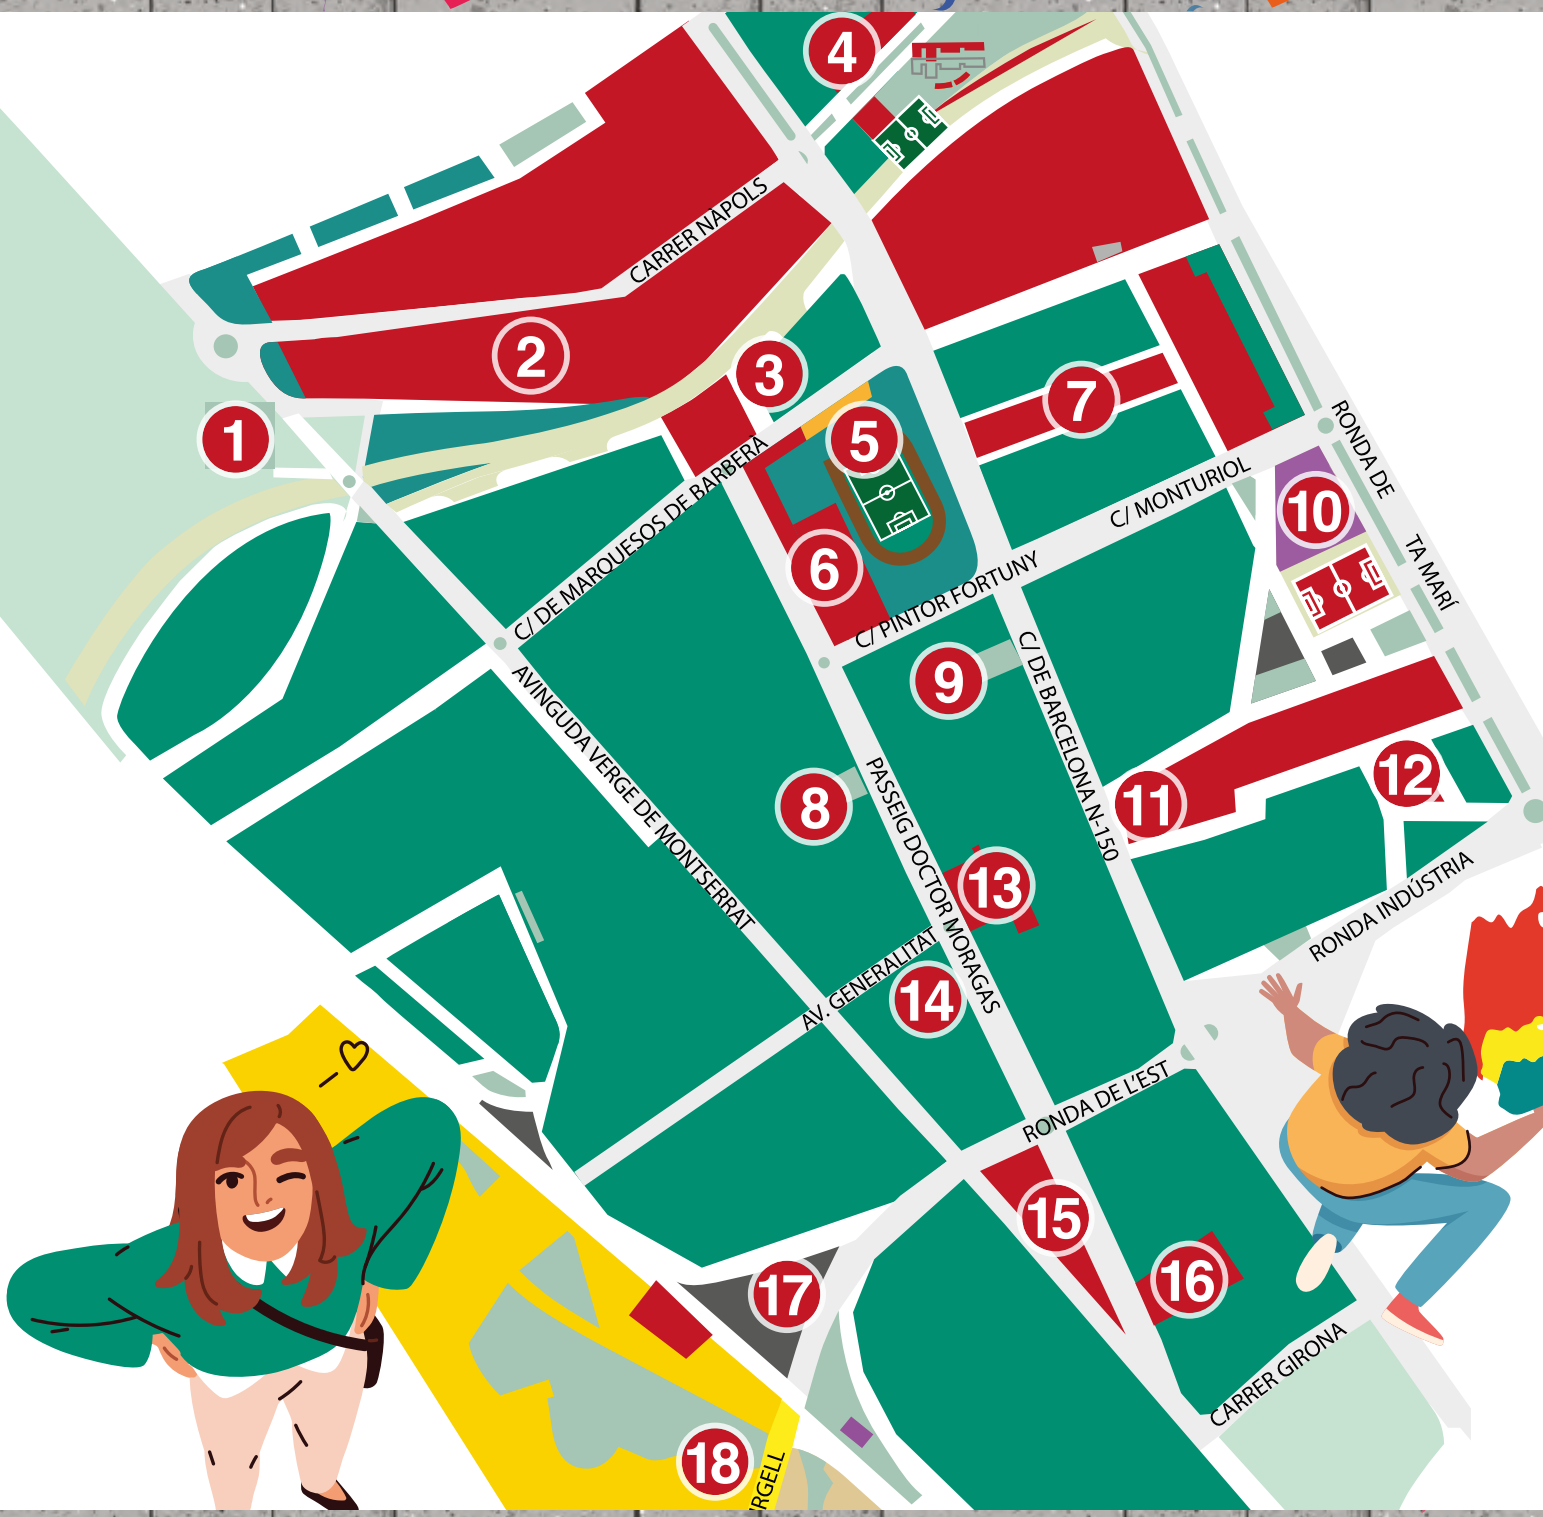 4
CARRER NÀPOLS
2
3
1
7
5
RONDA DE
C/ DE MARQUESOS DE BARBERA
C/ MONTURIOL
10
6
C/ PINTOR FORTUNY
TA MARÍ
9
C/ DE BARCELONA N-150
AVINGUDA VERGE DE MONTSERRAT
8
PASSEIG DOCTOR MORAGAS
11
12
13
RONDA INDÚSTRIA
AV. GENERALITAT
14
RONDA DE L'EST
15
16
17
CARRER GIRONA
18
RGELL